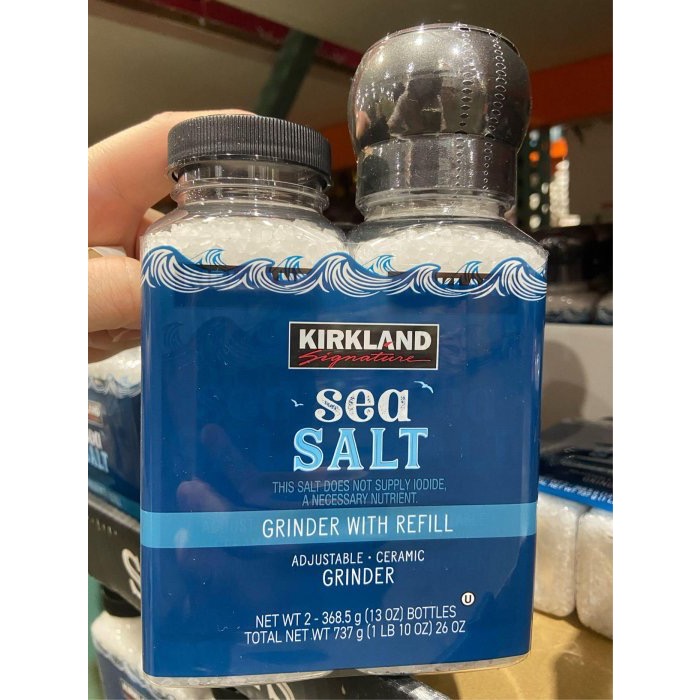 KIRKLAND
Signature
sea
SALT
THIS SALT DOES NOT SUPPLY IODIDE,
A NECESSARY NUTRIENT.
GRINDER WITH REFILL
ADJUSTABLE • CERAMIC
GRINDER
U
NET WT 2 - 368.5 g (13 OZ) BOTTLES
TOTAL NET WT 737 g (1 LB 10 OZ) 26 OZ
SALT